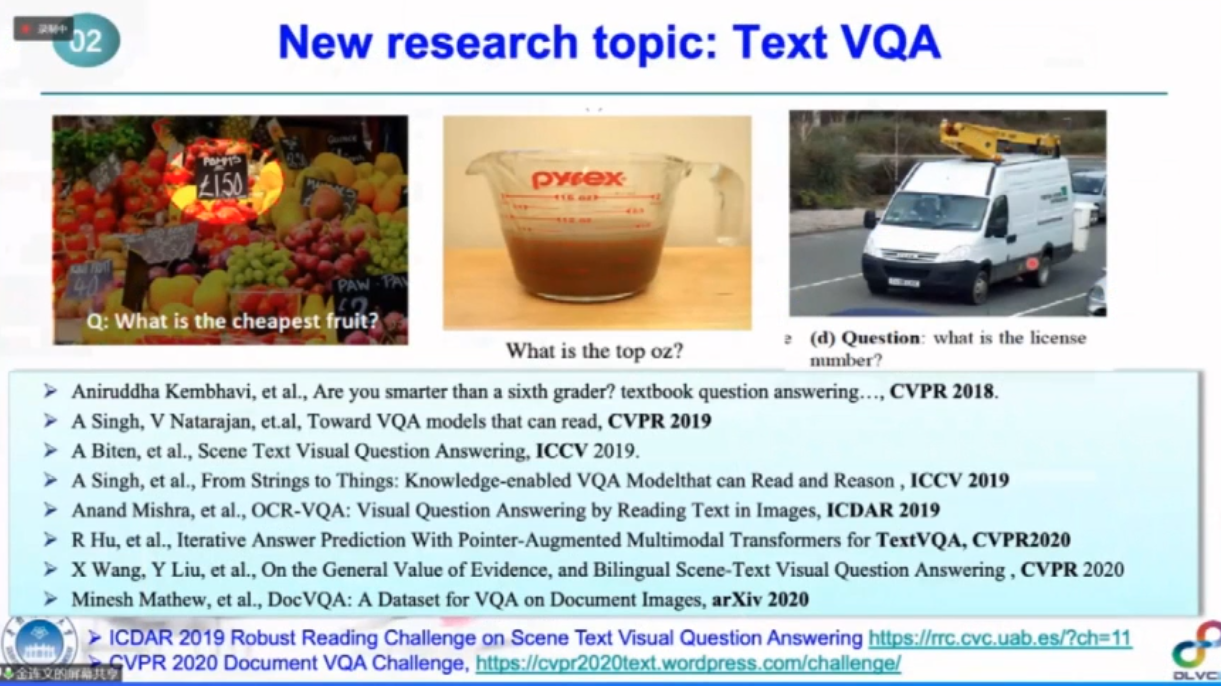 录制中
02
New research topic: Text VQA
£1.50
PAW-PAW
Q: What is the cheapest fruit?
pyrex
What is the top oz?
e (d) Question: what is the license
number?
➢ Aniruddha Kembhavi, et al., Are you smarter than a sixth grader? textbook question answering…, CVPR 2018.
➢ A Singh, V Natarajan, et.al, Toward VQA models that can read, CVPR 2019
➢ A Biten, et al., Scene Text Visual Question Answering, ICCV 2019.
➢ A Singh, et al., From Strings to Things: Knowledge-enabled VQA Modelthat can Read and Reason , ICCV 2019
➢ Anand Mishra, et al., OCR-VQA: Visual Question Answering by Reading Text in Images, ICDAR 2019
➢ R Hu, et al., Iterative Answer Prediction With Pointer-Augmented Multimodal Transformers for TextVQA, CVPR2020
➢ X Wang, Y Liu, et al., On the General Value of Evidence, and Bilingual Scene-Text Visual Question Answering , CVPR 2020
➢ Minesh Mathew, et al., DocVQA: A Dataset for VQA on Document Images, arXiv 2020
➢ ICDAR 2019 Robust Reading Challenge on Scene Text Visual Question Answering https://rrc.cvc.uab.es/?ch=11
➢ CVPR 2020 Document VQA Challenge, https://cvpr2020text.wordpress.com/challenge/
金连文的屏幕共享
DLVC